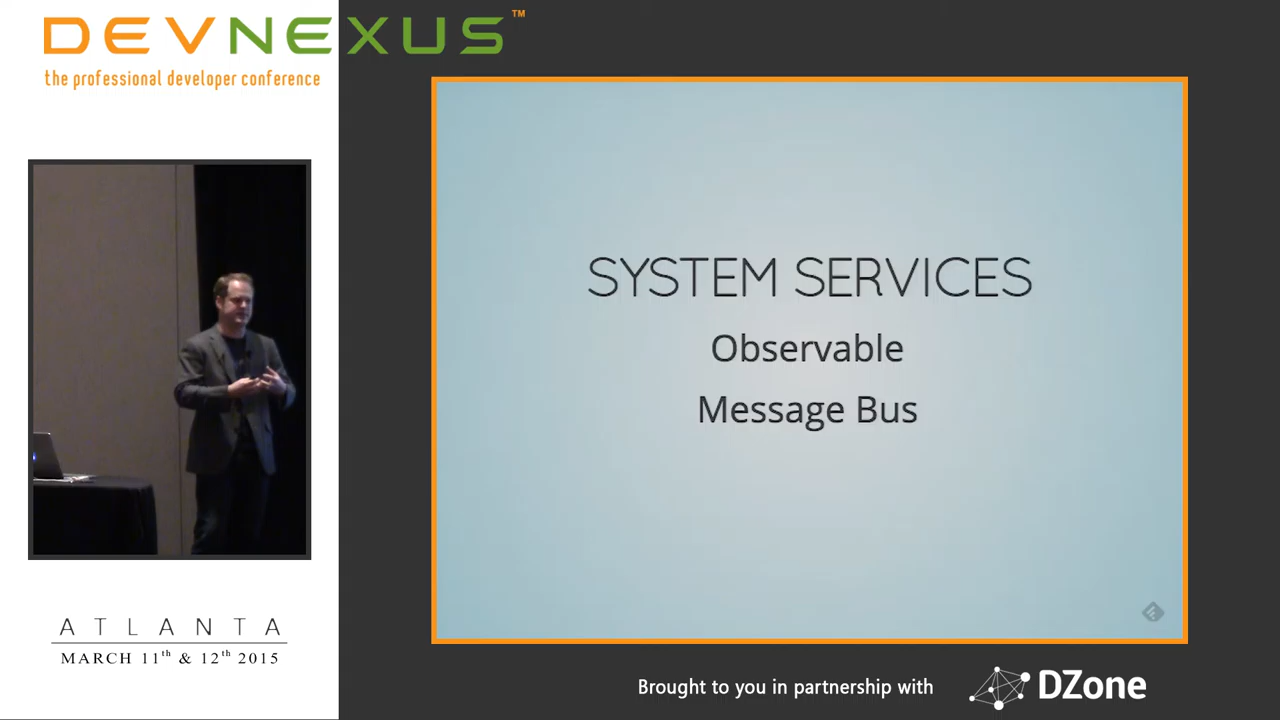 DEVNEXUS™
the professional developer conference
SYSTEM SERVICES
Observable
Message Bus
ATLANTA
MARCH 11th & 12th 2015
Brought to you in partnership with
DZone